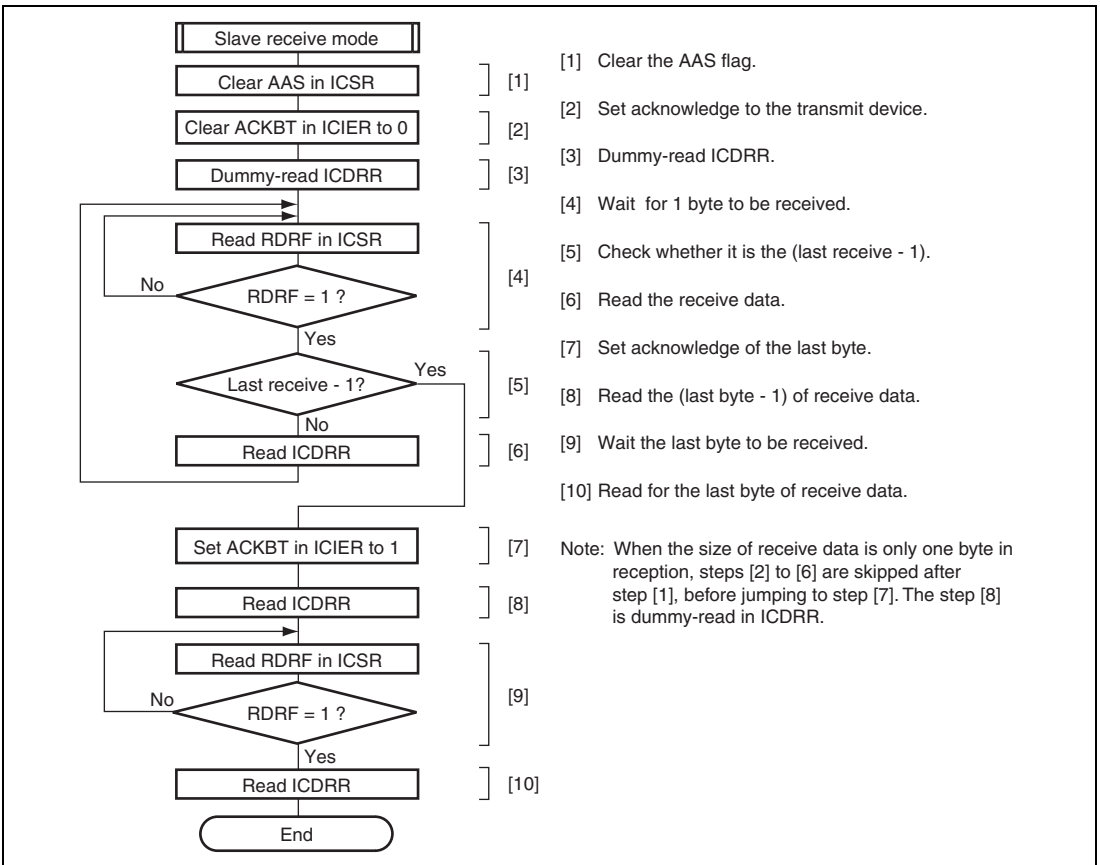 Slave receive mode
Clear AAS in ICSR
[1]
Clear ACKBT in ICIER to 0
[2]
Dummy-read ICDRR
[3]
Read RDRF in ICSR
No
RDRF = 1 ?
[4]
Yes
Last receive - 1?
Yes
[5]
No
Read ICDRR
[6]
Set ACKBT in ICIER to 1
[7]
Read ICDRR
[8]
Read RDRF in ICSR
No
RDRF = 1 ?
[9]
Yes
Read ICDRR
[10]
End
[1] Clear the AAS flag.
[2] Set acknowledge to the transmit device.
[3] Dummy-read ICDRR.
[4] Wait for 1 byte to be received.
[5] Check whether it is the (last receive - 1).
[6] Read the receive data.
[7] Set acknowledge of the last byte.
[8] Read the (last byte - 1) of receive data.
[9] Wait the last byte to be received.
[10] Read for the last byte of receive data.
Note: When the size of receive data is only one byte in
reception, steps [2] to [6] are skipped after
step [1], before jumping to step [7]. The step [8]
is dummy-read in ICDRR.